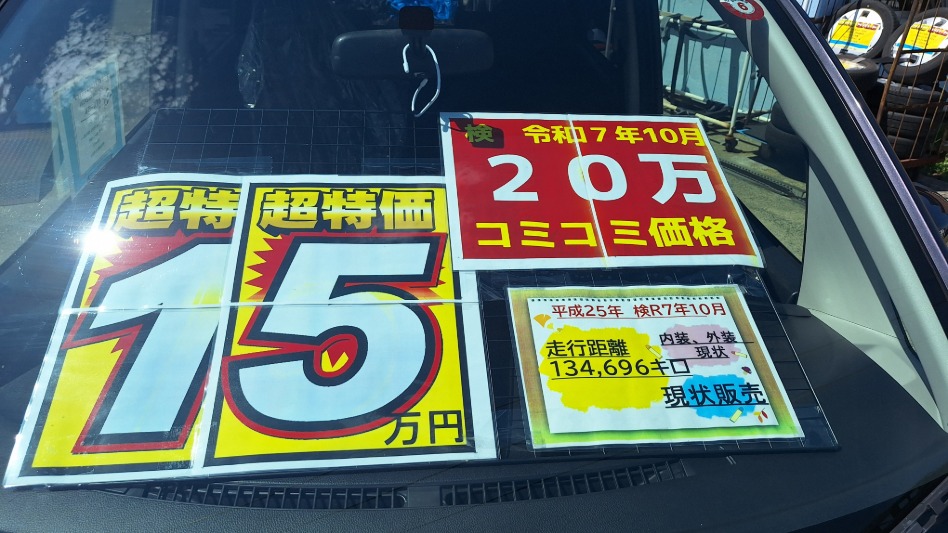 超特
超特価
15
万円
検 令和7年10月
20万
コミコミ価格
平成25年 検R7年10月
走行距離
134,696キロ
内装、外装
現状
現状販売
6